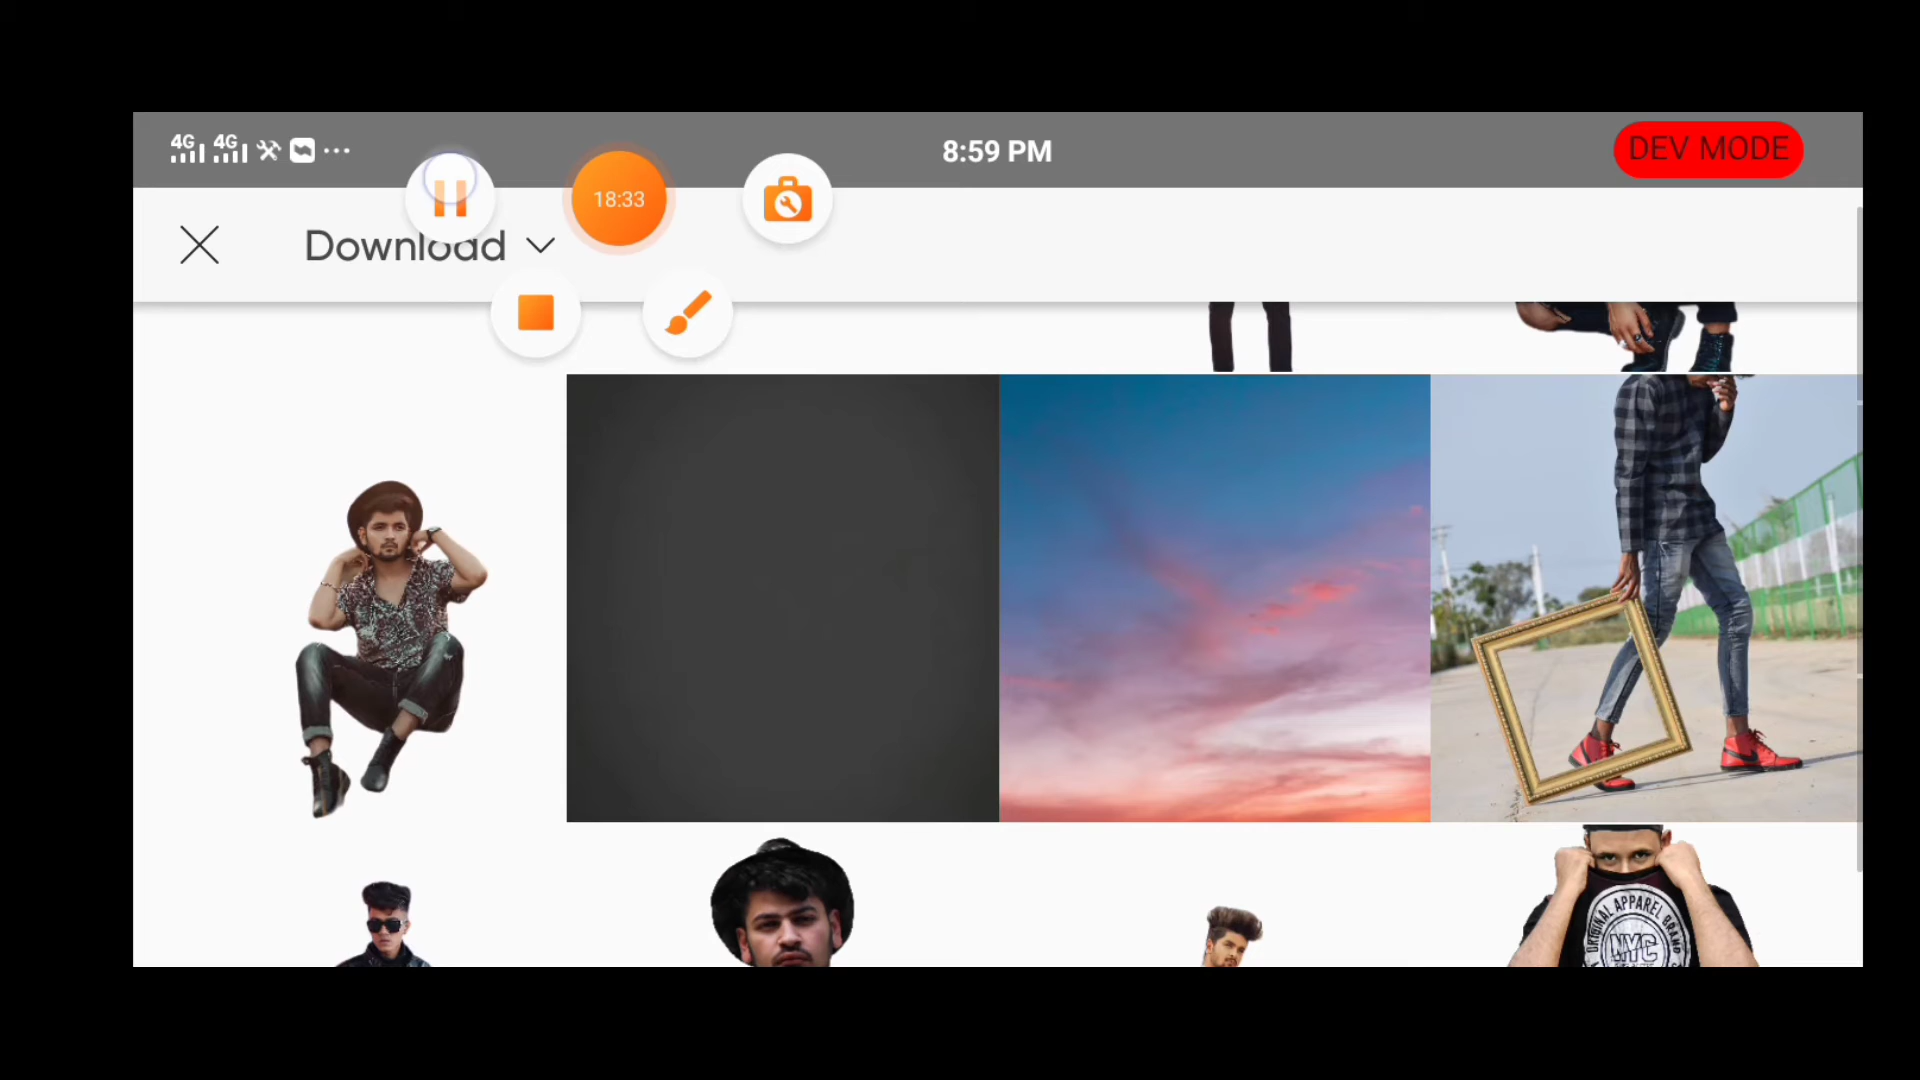 4G 4G 8:59 PM DEV MODE
18:33
Download
ORIGINAL APPAREL BRAND
NYC